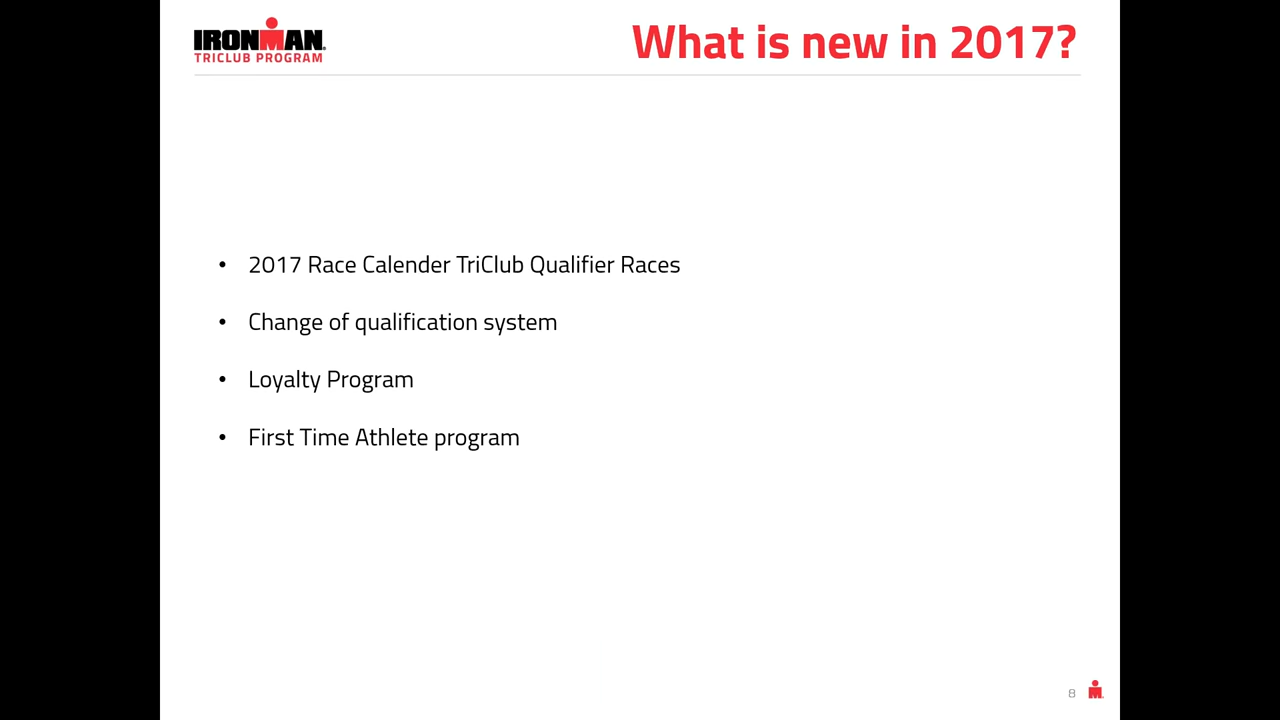 IRONMAN®
TRICLUB PROGRAM
What is new in 2017?
• 2017 Race Calender TriClub Qualifier Races
• Change of qualification system
• Loyalty Program
• First Time Athlete program
8